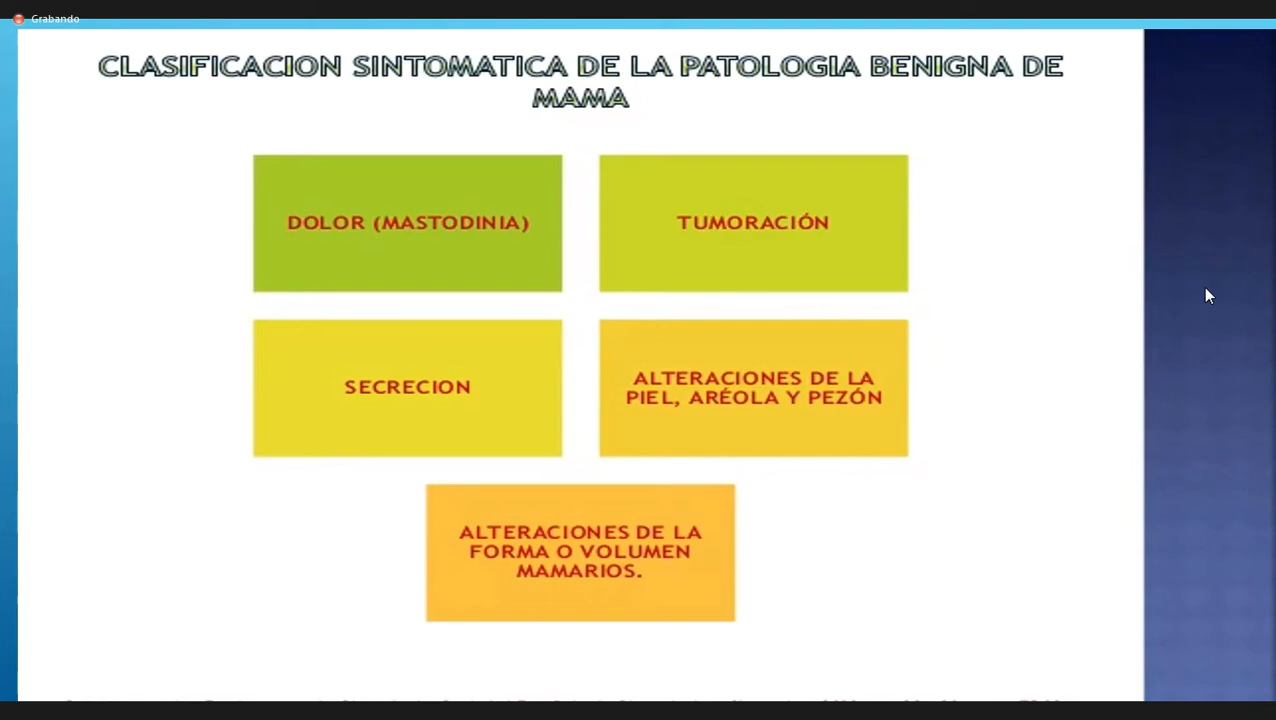 Grabando
CLASIFICACION SINTOMATICA DE LA PATOLOGIA BENIGNA DE
MAMA
DOLOR (MASTODINIA)
TUMORACIÓN
SECRECION
ALTERACIONES DE LA
PIEL, ARÉOLA Y PEZÓN
ALTERACIONES DE LA
FORMA O VOLUMEN
MAMARIOS.